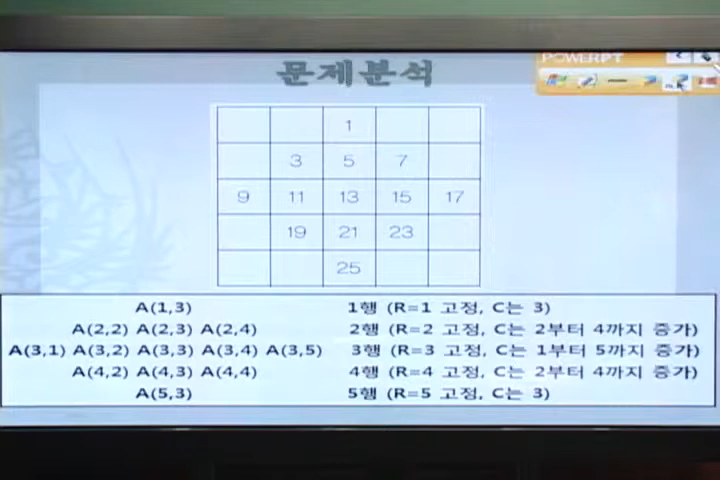 POWERPT
문제분석
1
3 5 7
9 11 13 15 17
19 21 23
25
A(1,3) 1행 (R=1 고정, C는 3)
A(2,2) A(2,3) A(2,4) 2행 (R=2 고정, C는 2부터 4까지 증가)
A(3,1) A(3,2) A(3,3) A(3,4) A(3,5) 3행 (R=3 고정, C는 1부터 5까지 증가)
A(4,2) A(4,3) A(4,4) 4행 (R=4 고정, C는 2부터 4까지 증가)
A(5,3) 5행 (R=5 고정, C는 3)